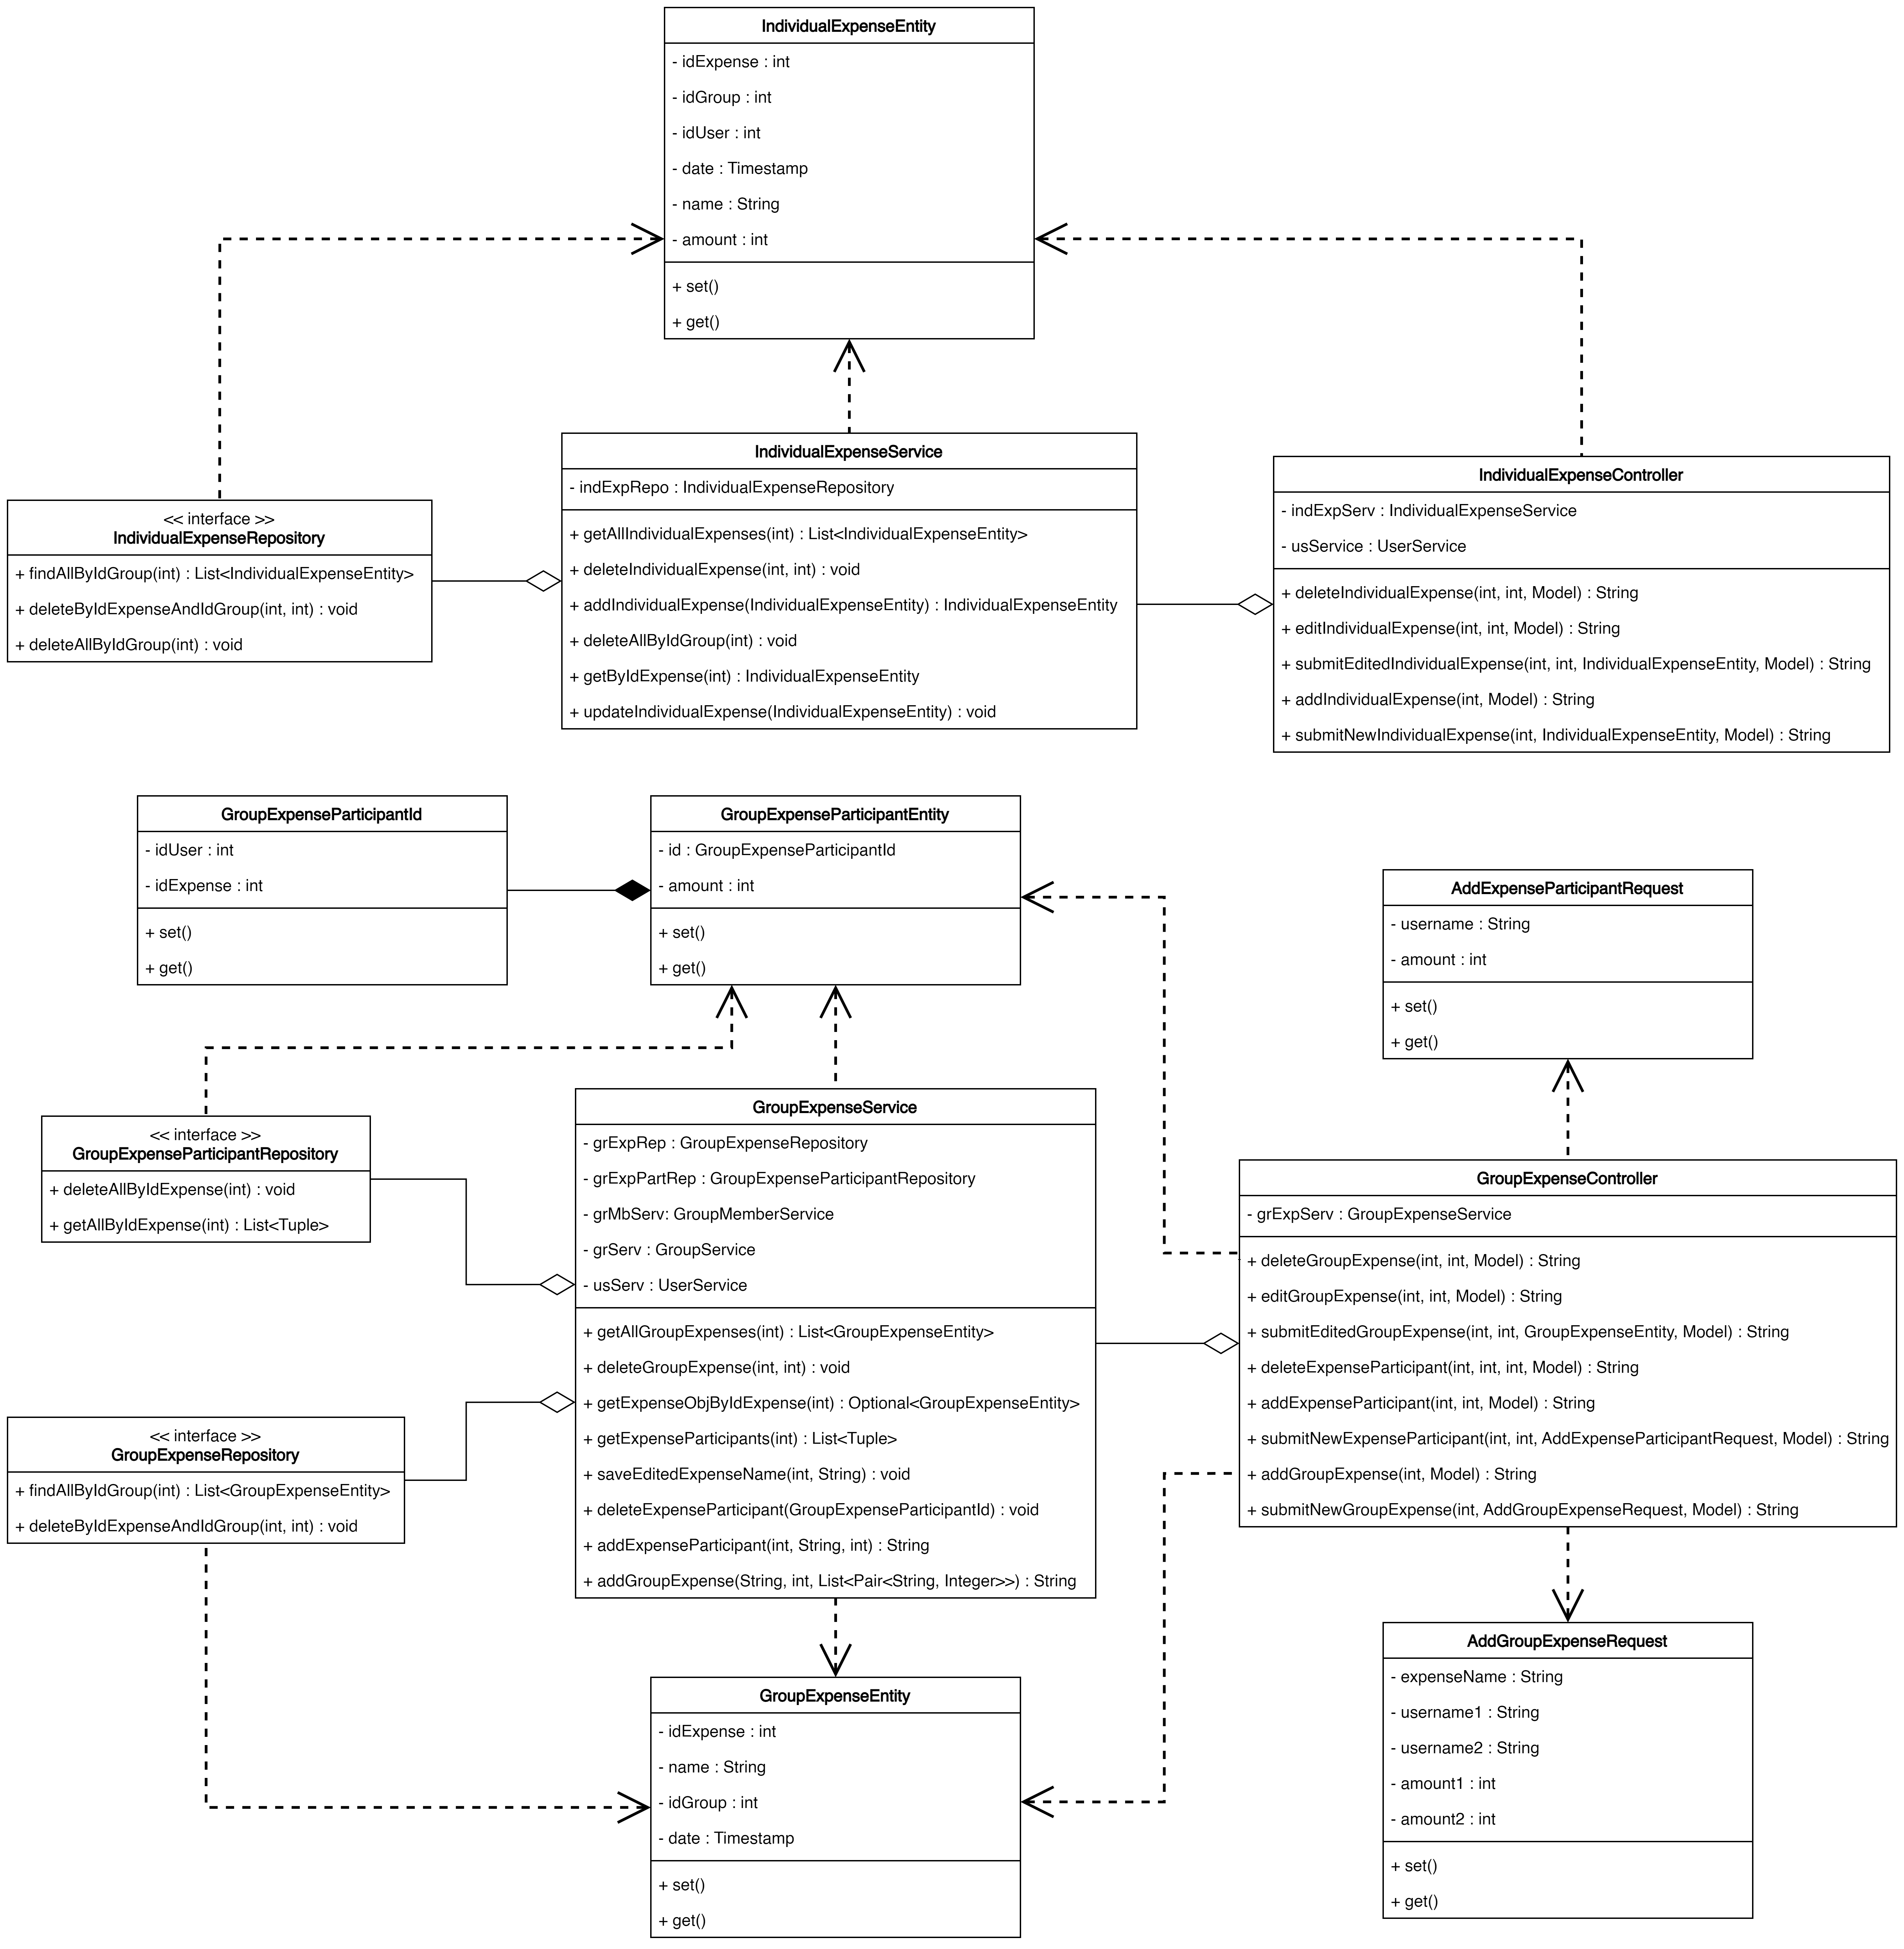 IndividualExpenseEntity
- idExpense : int
- idGroup : int
- idUser : int
- date : Timestamp
- name : String
- amount : int
+ set()
+ get()
<< interface >>
IndividualExpenseRepository
+ findAllByIdGroup(int) : List<IndividualExpenseEntity>
+ deleteByIdExpenseAndIdGroup(int, int) : void
+ deleteAllByIdGroup(int) : void
IndividualExpenseService
- indExpRepo : IndividualExpenseRepository
+ getAllIndividualExpenses(int) : List<IndividualExpenseEntity>
+ deleteIndividualExpense(int, int) : void
+ addIndividualExpense(IndividualExpenseEntity) : IndividualExpenseEntity
+ deleteAllByIdGroup(int) : void
+ getByIdExpense(int) : IndividualExpenseEntity
+ updateIndividualExpense(IndividualExpenseEntity) : void
IndividualExpenseController
- indExpServ : IndividualExpenseService
- usService : UserService
+ deleteIndividualExpense(int, int, Model) : String
+ editIndividualExpense(int, int, Model) : String
+ submitEditedIndividualExpense(int, int, IndividualExpenseEntity, Model) : String
+ addIndividualExpense(int, Model) : String
+ submitNewIndividualExpense(int, IndividualExpenseEntity, Model) : String
GroupExpenseParticipantId
- idUser : int
- idExpense : int
+ set()
+ get()
GroupExpenseParticipantEntity
- id : GroupExpenseParticipantId
- amount : int
+ set()
+ get()
AddExpenseParticipantRequest
- username : String
- amount : int
+ set()
+ get()
<< interface >>
GroupExpenseParticipantRepository
+ deleteAllByIdExpense(int) : void
+ getAllByIdExpense(int) : List<Tuple>
GroupExpenseService
- grExpRep : GroupExpenseRepository
- grExpPartRep : GroupExpenseParticipantRepository
- grMbServ: GroupMemberService
- grServ : GroupService
- usServ : UserService
+ getAllGroupExpenses(int) : List<GroupExpenseEntity>
+ deleteGroupExpense(int, int) : void
+ getExpenseObjByIdExpense(int) : Optional<GroupExpenseEntity>
+ getExpenseParticipants(int) : List<Tuple>
+ saveEditedExpenseName(int, String) : void
+ deleteExpenseParticipant(GroupExpenseParticipantId) : void
+ addExpenseParticipant(int, String, int) : String
+ addGroupExpense(String, int, List<Pair<String, Integer>>) : String
GroupExpenseController
- grExpServ : GroupExpenseService
+ deleteGroupExpense(int, int, Model) : String
+ editGroupExpense(int, int, Model) : String
+ submitEditedGroupExpense(int, int, GroupExpenseEntity, Model) : String
+ deleteExpenseParticipant(int, int, int, Model) : String
+ addExpenseParticipant(int, int, Model) : String
+ submitNewExpenseParticipant(int, int, AddExpenseParticipantRequest, Model) : String
+ addGroupExpense(int, Model) : String
+ submitNewGroupExpense(int, AddGroupExpenseRequest, Model) : String
<< interface >>
GroupExpenseRepository
+ findAllByIdGroup(int) : List<GroupExpenseEntity>
+ deleteByIdExpenseAndIdGroup(int, int) : void
GroupExpenseEntity
- idExpense : int
- name : String
- idGroup : int
- date : Timestamp
+ set()
+ get()
AddGroupExpenseRequest
- expenseName : String
- username1 : String
- username2 : String
- amount1 : int
- amount2 : int
+ set()
+ get()